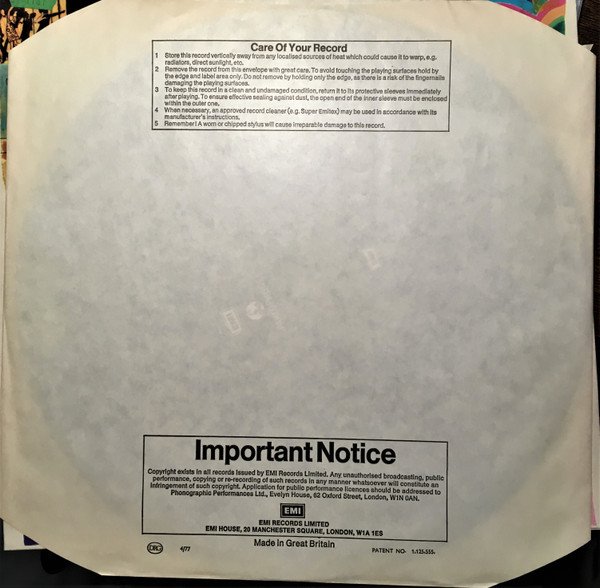 Care Of Your Record
1 Store this record vertically away from any localised sources of heat which could cause it to warp, e.g.
radiators, direct sunlight, etc.
2 Remove the record from this envelope with great care. To avoid touching the playing surfaces hold by
the edge and label area only. Do not remove by holding only the edge, as there is a risk of the fingernails
damaging the playing surfaces.
3 To keep this record in a clean and undamaged condition, return it to its protective sleeves immediately
after playing. To ensure effective sealing against dust, the open end of the inner sleeve must be enclosed
within the outer one.
4 When necessary, an approved record cleaner (e.g. Super Emitex) may be used in accordance with its
manufacturer's instructions.
5 Remember! A worn or chipped stylus will cause irreparable damage to this record.
Important Notice
Copyright exists in all records issued by EMI Records Limited. Any unauthorised broadcasting, public
performance, copying or re-recording of such records in any manner whatsoever will constitute an
infringement of such copyright. Application for public performance licences should be addressed to
Phonographic Performances Ltd., Evelyn House, 62 Oxford Street, London, W1N 0AN.
EMI
EMI RECORDS LIMITED
EMI HOUSE, 20 MANCHESTER SQUARE, LONDON, W1A 1ES
Made in Great Britain
DRG 4/77 PATENT NO. 1.125.555.